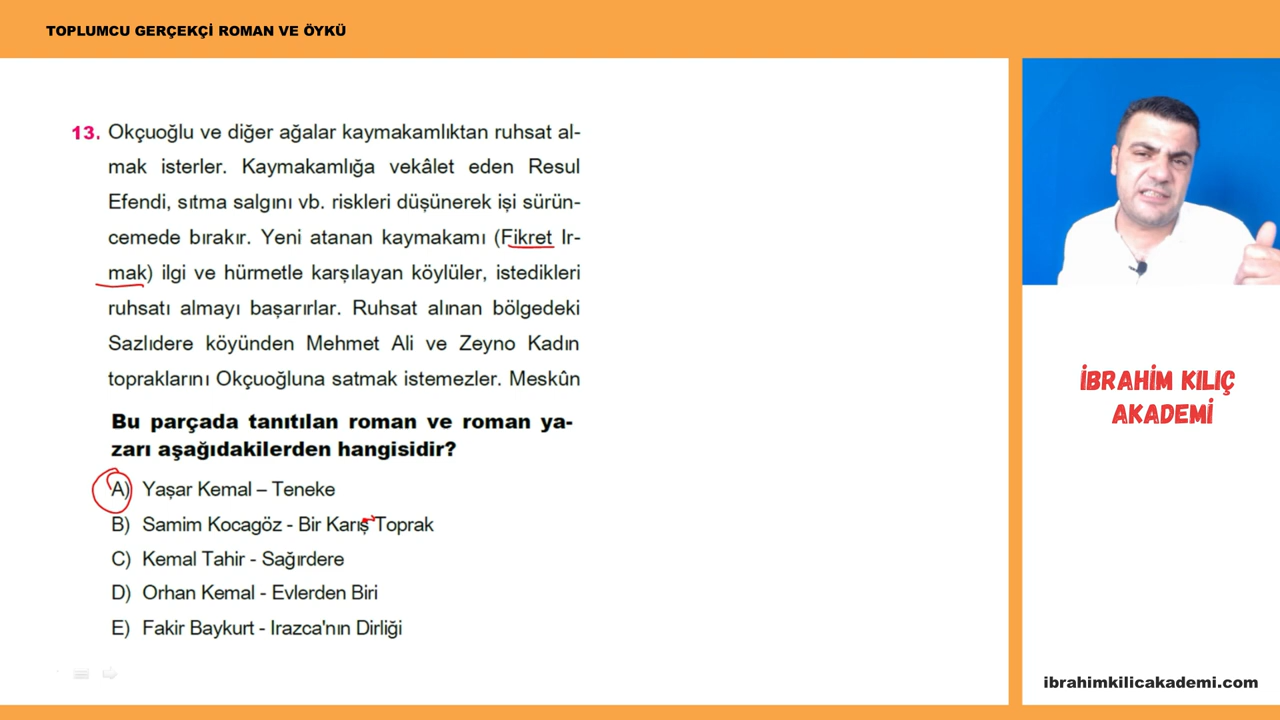 TOPLUMCU GERÇEKÇİ ROMAN VE ÖYKÜ
13. Okçuoğlu ve diğer ağalar kaymakamlıktan ruhsat al-
mak isterler. Kaymakamlığa vekâlet eden Resul
Efendi, sıtma salgını vb. riskleri düşünerek işi sürün-
cemede bırakır. Yeni atanan kaymakamı (Fikret Ir-
mak) ilgi ve hürmetle karşılayan köylüler, istedikleri
ruhsatı almayı başarırlar. Ruhsat alınan bölgedeki
Sazlıdere köyünden Mehmet Ali ve Zeyno Kadın
topraklarını Okçuoğluna satmak istemezler. Meskûn
Bu parçada tanıtılan roman ve roman ya-
zarı aşağıdakilerden hangisidir?
A) Yaşar Kemal – Teneke
B) Samim Kocagöz - Bir Karış Toprak
C) Kemal Tahir - Sağırdere
D) Orhan Kemal - Evlerden Biri
E) Fakir Baykurt - Irazca'nın Dirliği
İBRAHİM KILIÇ
AKADEMİ
ibrahimkilicakademi.com